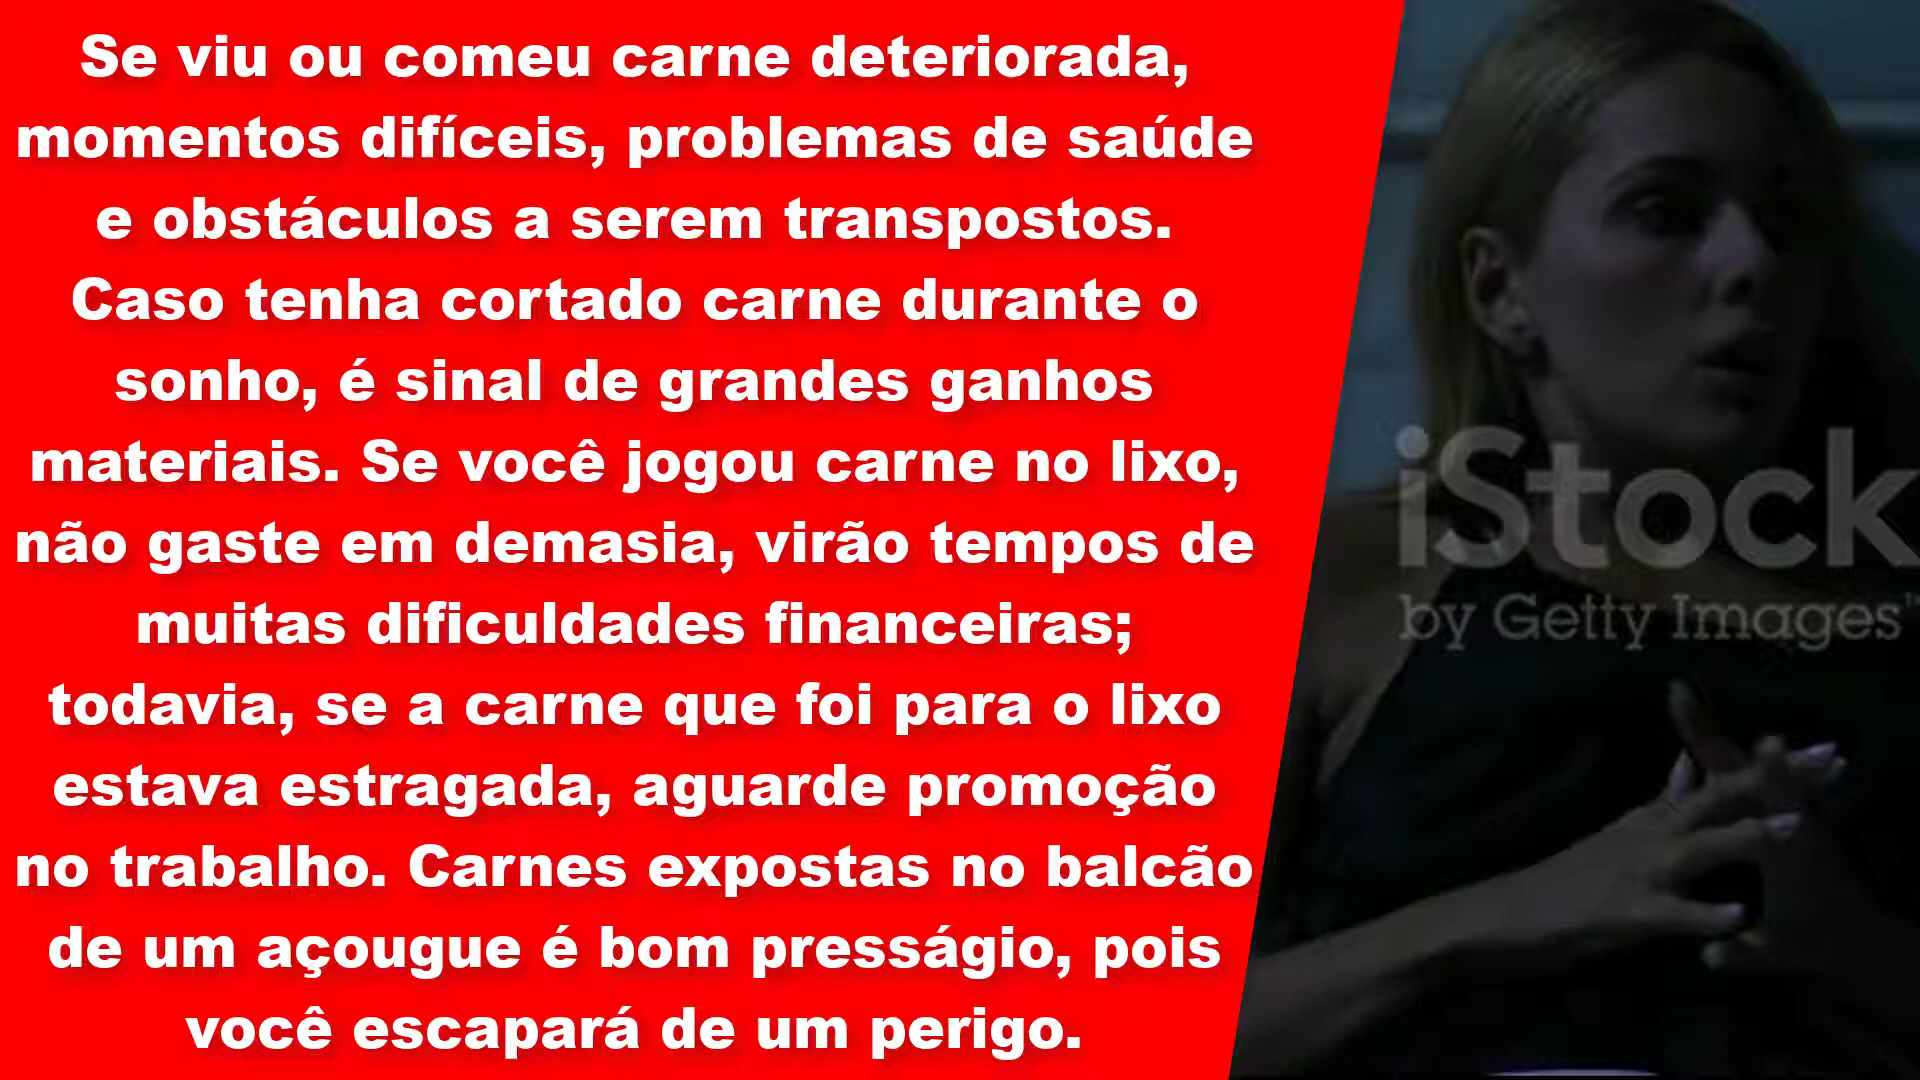 Se viu ou comeu carne deteriorada,
momentos difíceis, problemas de saúde
e obstáculos a serem transpostos.
Caso tenha cortado carne durante o
sonho, é sinal de grandes ganhos
materiais. Se você jogou carne no lixo,
não gaste em demasia, virão tempos de
muitas dificuldades financeiras;
todavia, se a carne que foi para o lixo
estava estragada, aguarde promoção
no trabalho. Carnes expostas no balcão
de um açougue é bom presságio, pois
você escapará de um perigo.
iStock
by Getty Images™